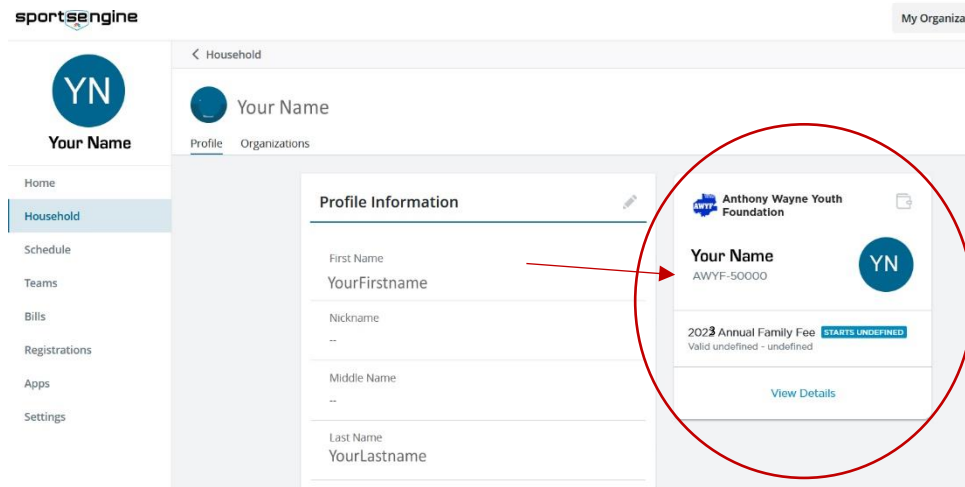 sportsengine
My Organiza
YN
Your Name
Home
Household
Schedule
Teams
Bills
Registrations
Apps
Settings
Household
Your Name
Profile Organizations
Profile Information
First Name
YourFirstname
Nickname
--
Middle Name
--
Last Name
YourLastname
AWYF
Anthony Wayne Youth
Foundation
Your Name
AWYF-50000
YN
2023 Annual Family Fee STARTS UNDEFINED
Valid undefined - undefined
View Details